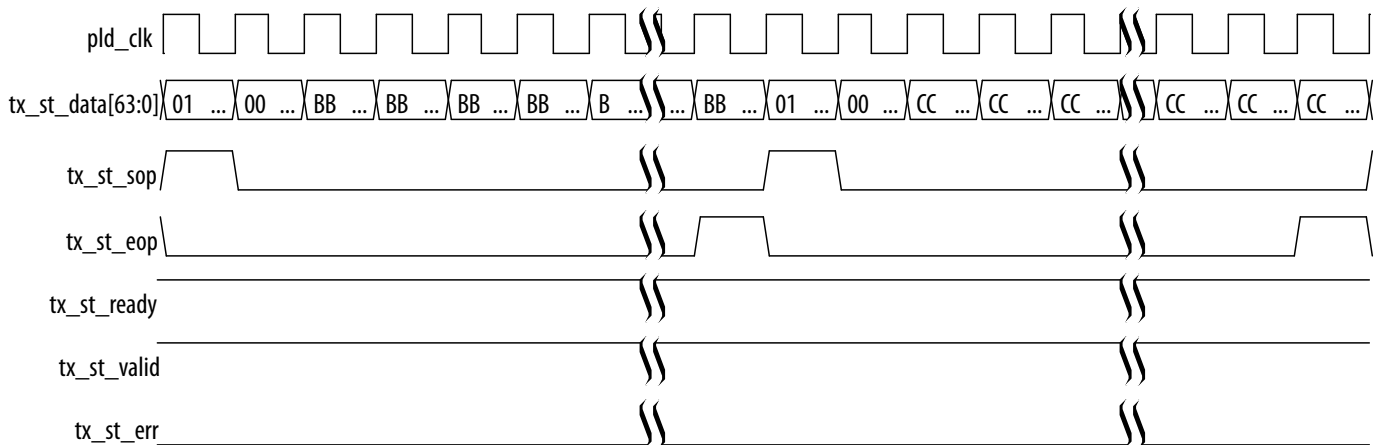 pld_clk
tx_st_data[63:0] 01 ... 00 ... BB ... BB ... BB ... BB ... B ... ... BB ... 01 ... 00 ... CC ... CC ... CC ... CC ... CC ... CC ...
tx_st_sop
tx_st_eop
tx_st_ready
tx_st_valid
tx_st_err